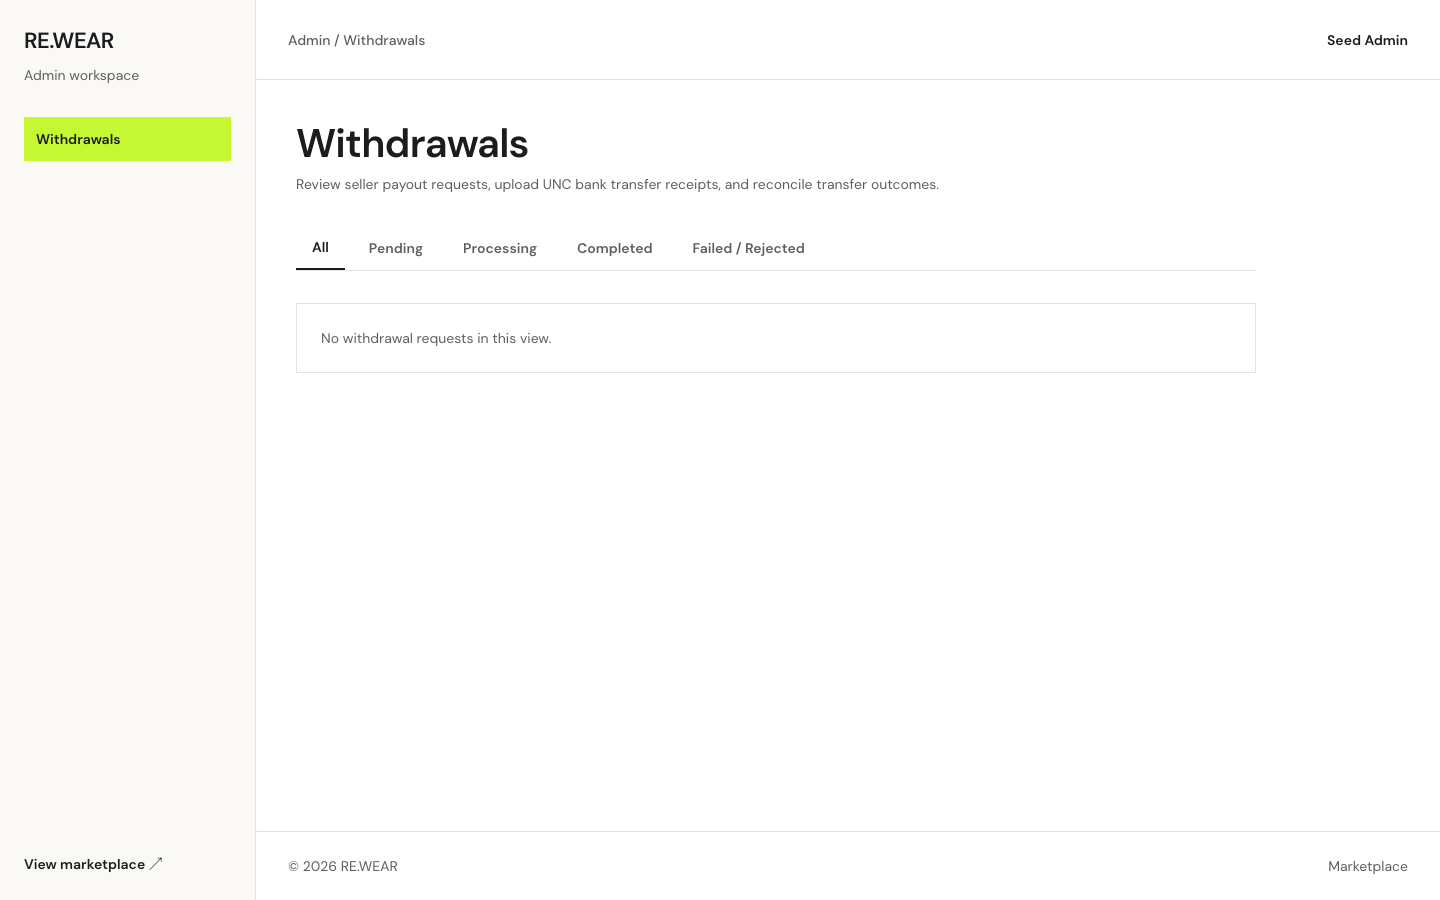 RE.WEAR
Admin workspace
Withdrawals
View marketplace ↗
Admin / Withdrawals
Seed Admin
Withdrawals
Review seller payout requests, upload UNC bank transfer receipts, and reconcile transfer outcomes.
All
Pending
Processing
Completed
Failed / Rejected
No withdrawal requests in this view.
© 2026 RE.WEAR
Marketplace